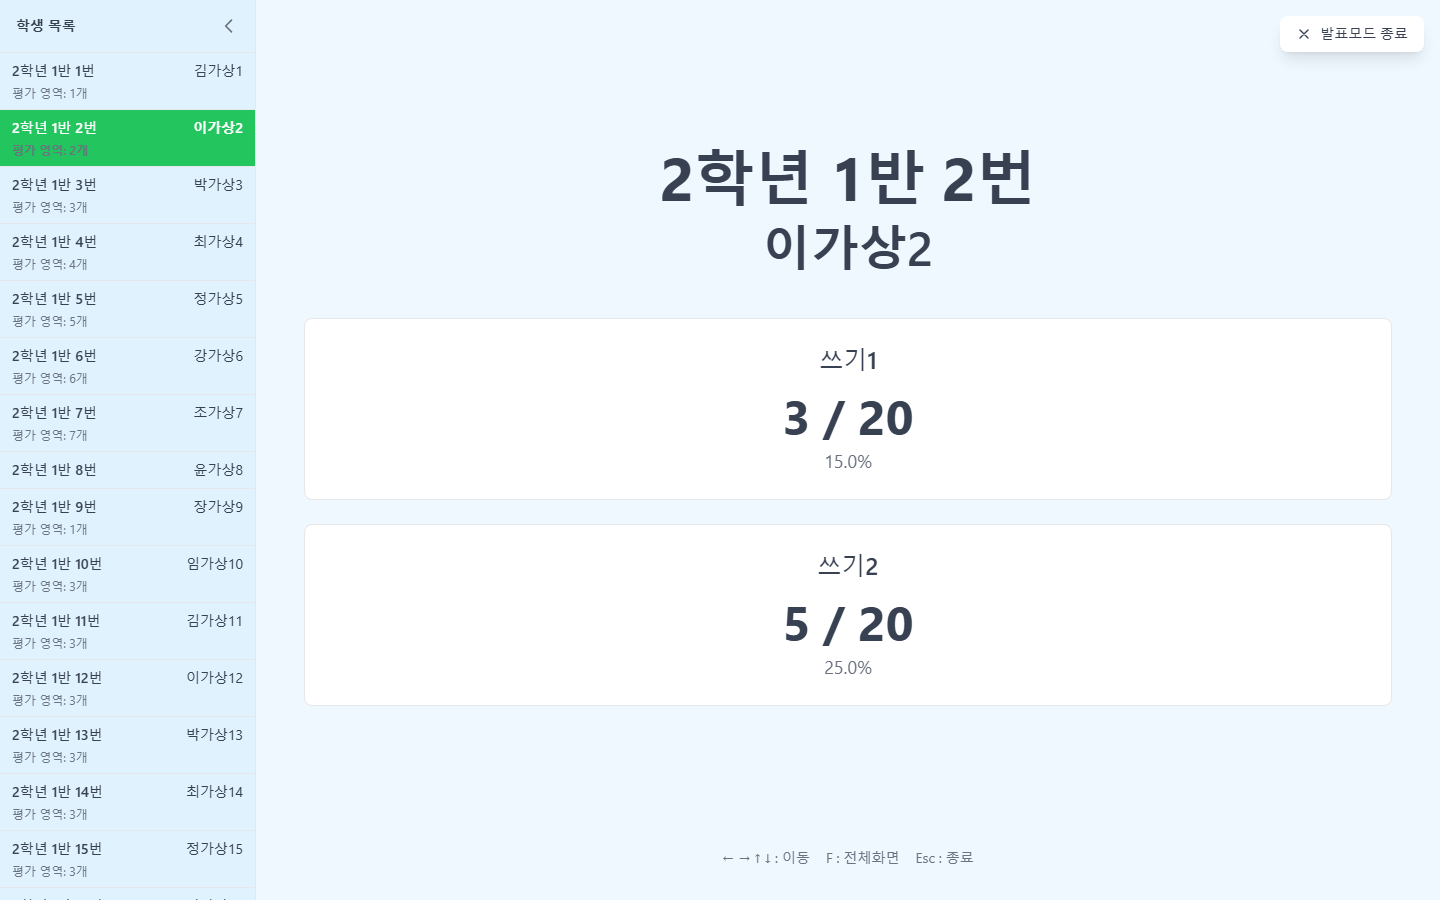 학생 목록
2학년 1반 1번 김가상1
평가 영역: 1개
2학년 1반 2번 이가상2
평가 영역: 2개
2학년 1반 3번 박가상3
평가 영역: 3개
2학년 1반 4번 최가상4
평가 영역: 4개
2학년 1반 5번 정가상5
평가 영역: 5개
2학년 1반 6번 강가상6
평가 영역: 6개
2학년 1반 7번 조가상7
평가 영역: 7개
2학년 1반 8번 윤가상8
2학년 1반 9번 장가상9
평가 영역: 1개
2학년 1반 10번 임가상10
평가 영역: 3개
2학년 1반 11번 김가상11
평가 영역: 3개
2학년 1반 12번 이가상12
평가 영역: 3개
2학년 1반 13번 박가상13
평가 영역: 3개
2학년 1반 14번 최가상14
평가 영역: 3개
2학년 1반 15번 정가상15
평가 영역: 3개
✕ 발표모드 종료
2학년 1반 2번
이가상2
쓰기1
3 / 20
15.0%
쓰기2
5 / 20
25.0%
← → ↑ ↓ : 이동 F : 전체화면 Esc : 종료